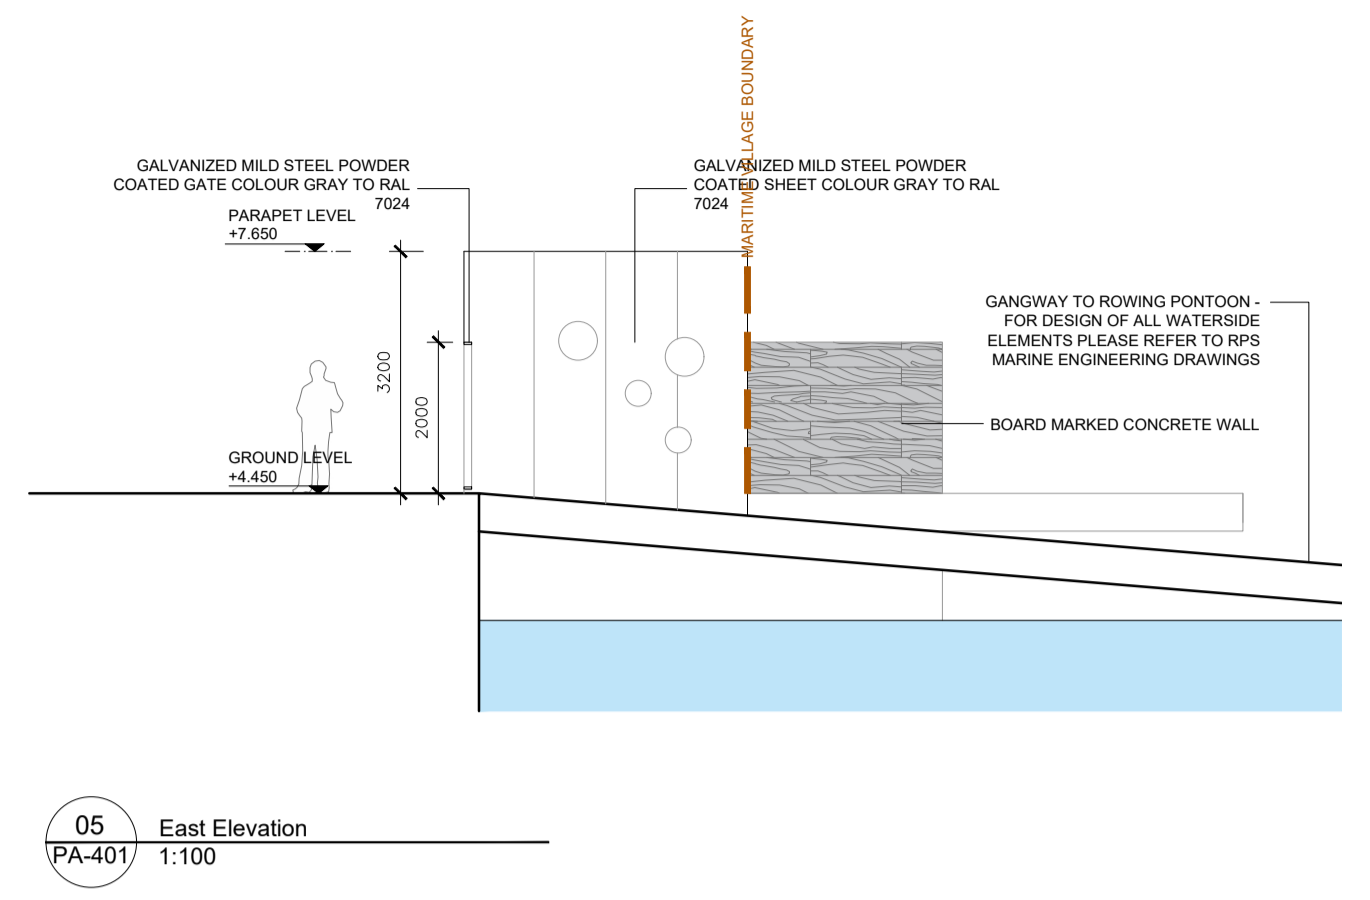 MARITIME VILLAGE BOUNDARY
GALVANIZED MILD STEEL POWDER
COATED GATE COLOUR GRAY TO RAL
7024
GALVANIZED MILD STEEL POWDER
COATED SHEET COLOUR GRAY TO RAL
7024
PARAPET LEVEL
+7.650
3200
2000
GROUND LEVEL
+4.450
GANGWAY TO ROWING PONTOON -
FOR DESIGN OF ALL WATERSIDE
ELEMENTS PLEASE REFER TO RPS
MARINE ENGINEERING DRAWINGS
BOARD MARKED CONCRETE WALL
05
PA-401
East Elevation
1:100